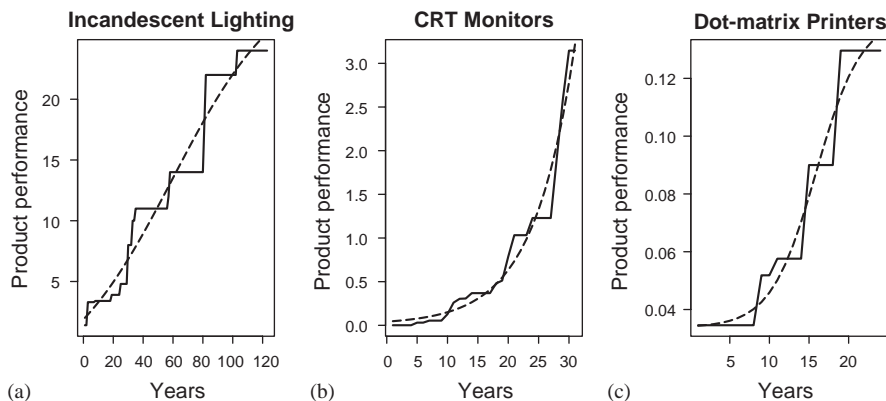 Incandescent Lighting
Product performance
20
15
10
5
0 20 40 60 80 100 120
Years
(a)
CRT Monitors
Product performance
3.0
2.5
2.0
1.5
1.0
0.5
0.0
0 5 10 15 20 25 30
Years
(b)
Dot-matrix Printers
Product performance
0.12
0.10
0.08
0.06
0.04
5 10 15 20
Years
(c)